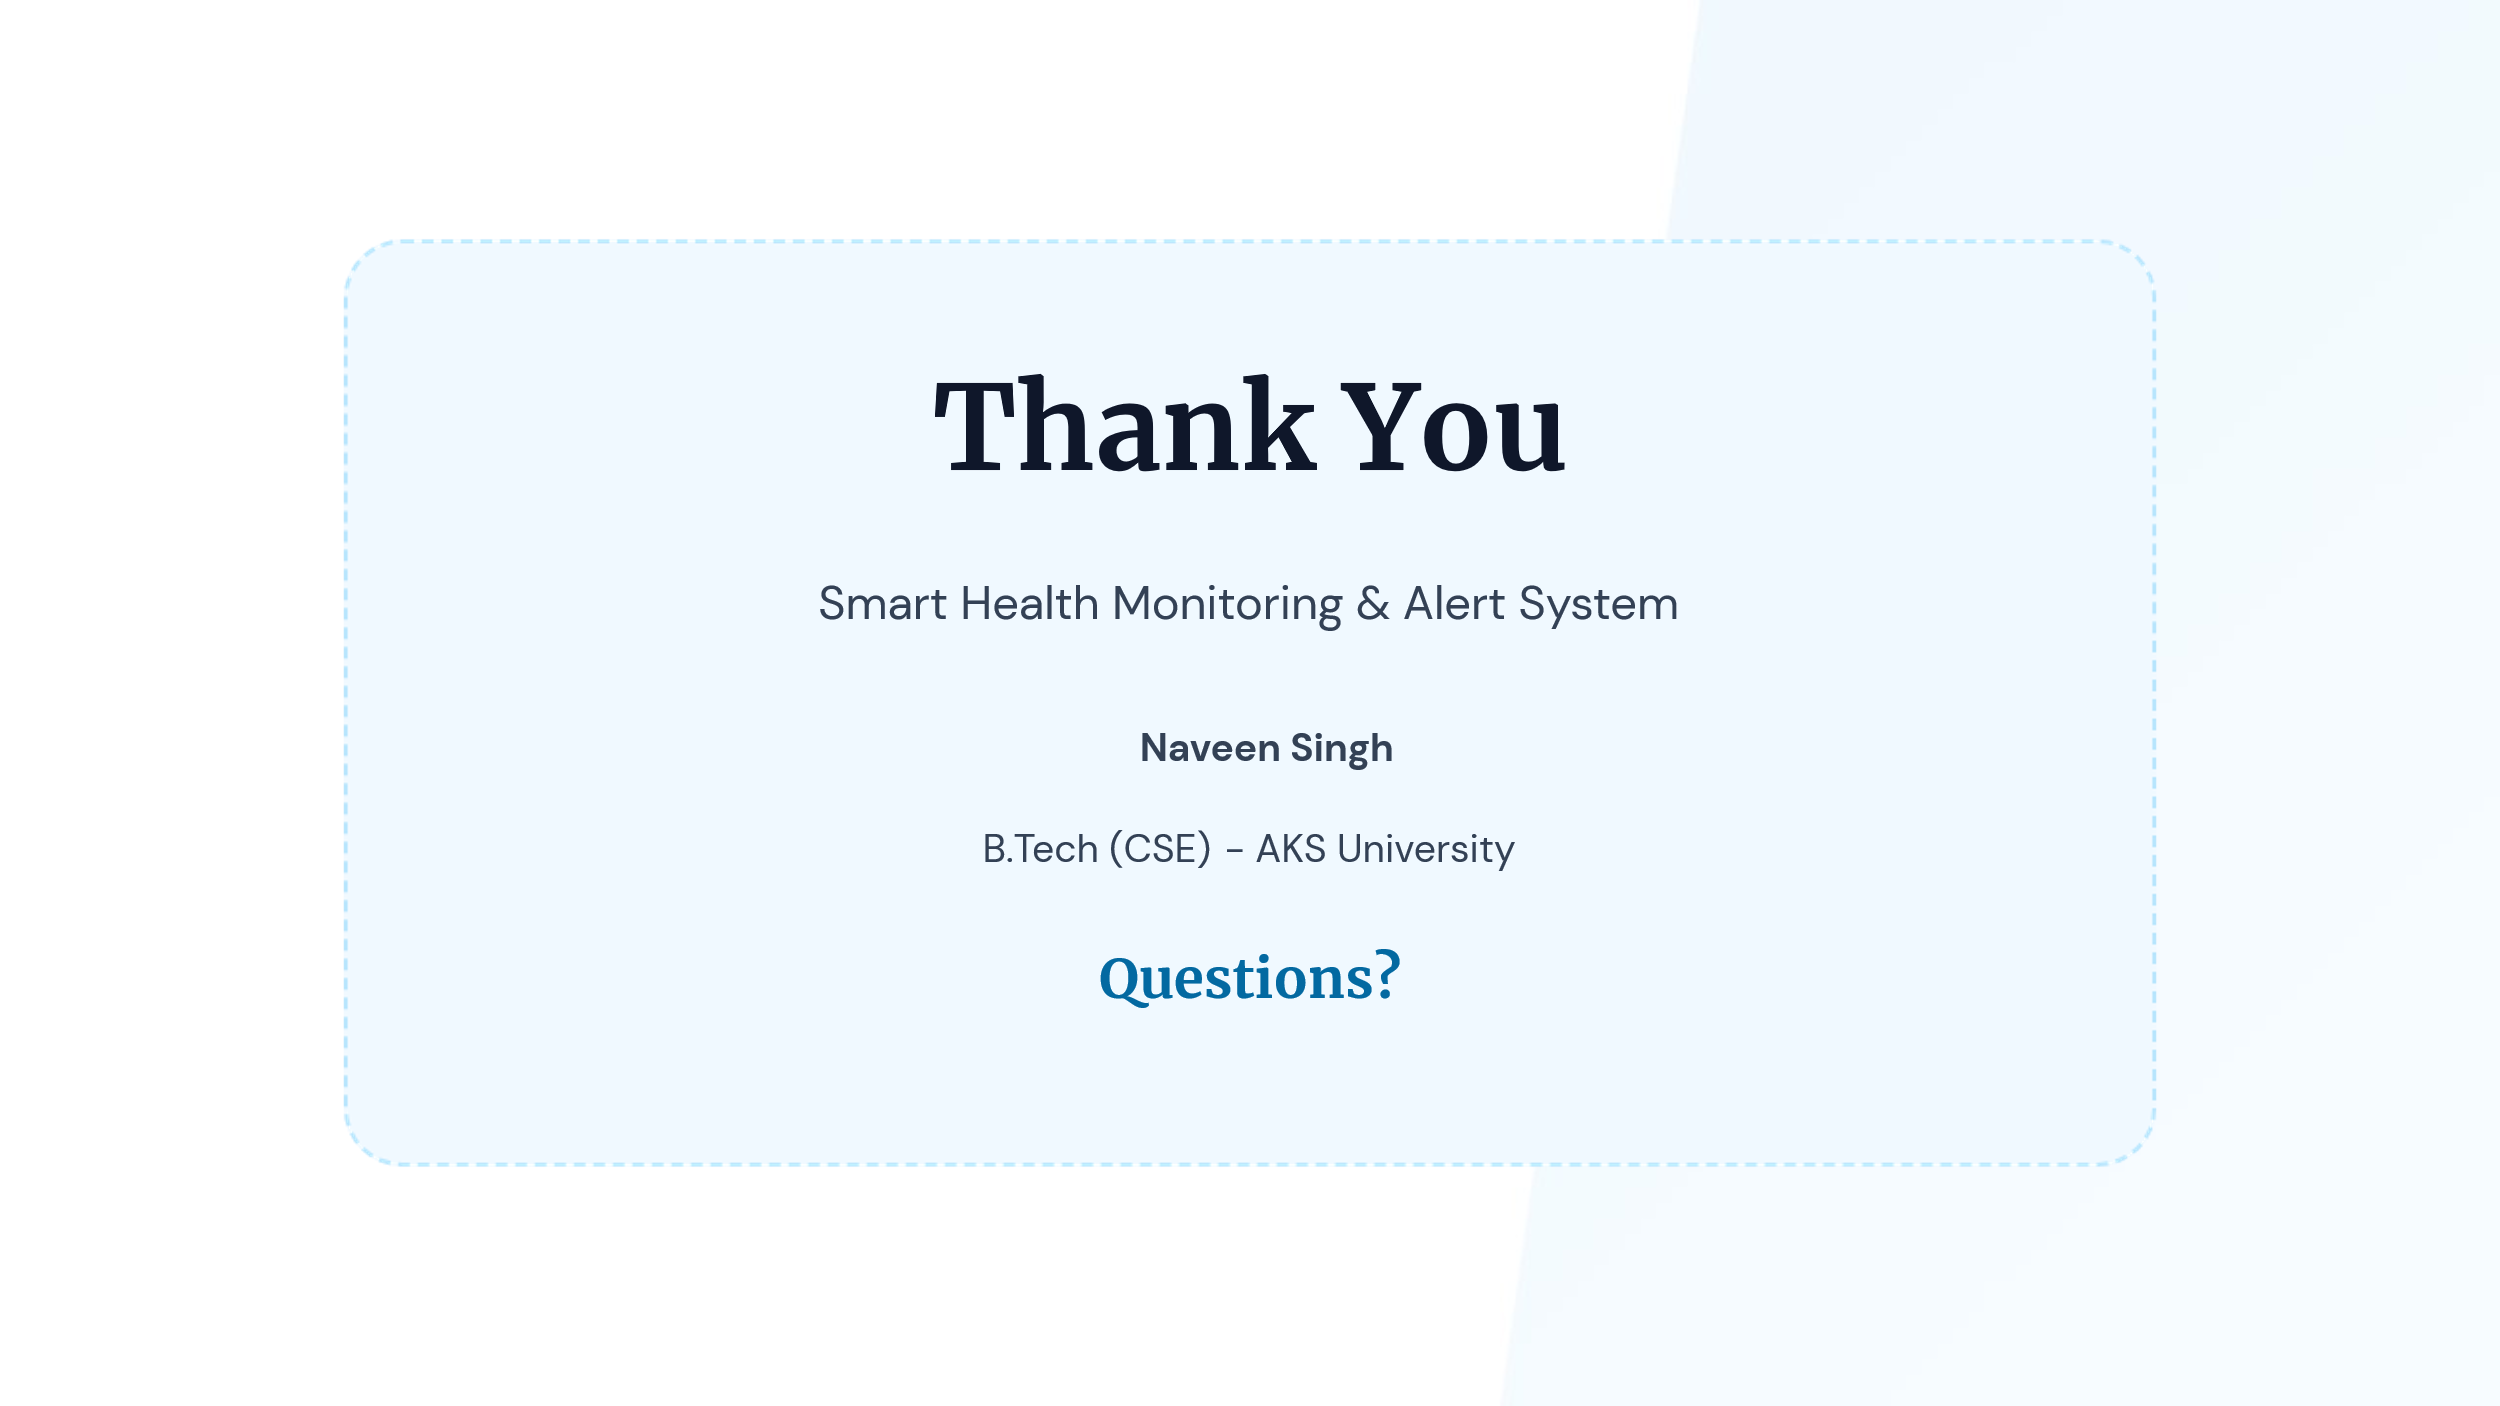 Thank You
Smart Health Monitoring & Alert System
Naveen Singh
B.Tech (CSE) – AKS University
Questions?